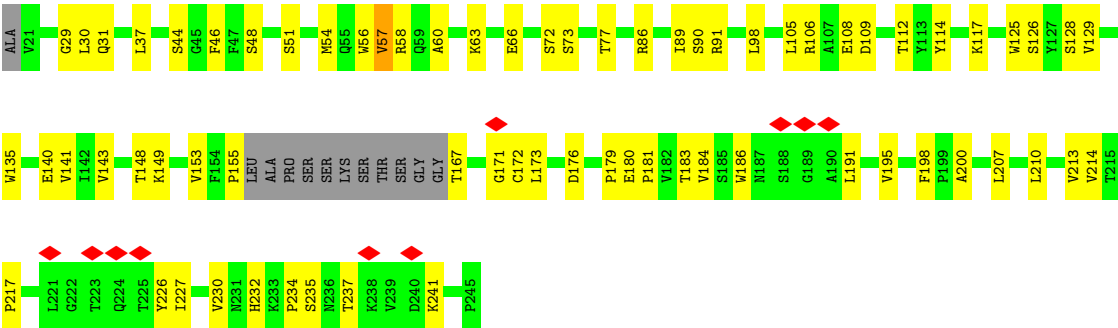 ALA V21 G29 L30 Q31 L37 S44 G45 F46 F47 S48 S51 M54 Q55 W56 V57 R58 Q59 A60 K63 E66 S72 S73 T77 R86 I89 S90 R91 L98 L105 R106 A107 E108 D109 T112 Y113 Y114 K117 W125 S126 Y127 S128 V129
W135 E140 V141 I142 V143 T148 K149 V153 F154 P155 LEU ALA PRO SER SER LYS SER THR SER GLY GLY T167 G171 C172 L173 D176 P179 E180 P181 V182 T183 V184 S185 W186 N187 S188 G189 A190 L191 V195 F198 P199 A200 L207 L210 V213 V214 T215
P217 L221 G222 T223 Q224 T225 Y226 I227 V230 N231 H232 K233 P234 S235 N236 T237 K238 V239 D240 K241 P245